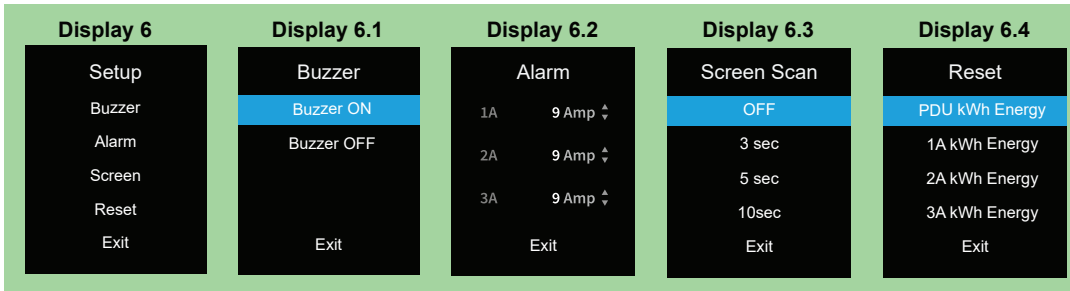 Display 6
Setup
Buzzer
Alarm
Screen
Reset
Exit
Display 6.1
Buzzer
Buzzer ON
Buzzer OFF
Exit
Display 6.2
Alarm
1A 9 Amp
2A 9 Amp
3A 9 Amp
Exit
Display 6.3
Screen Scan
OFF
3 sec
5 sec
10sec
Exit
Display 6.4
Reset
PDU kWh Energy
1A kWh Energy
2A kWh Energy
3A kWh Energy
Exit